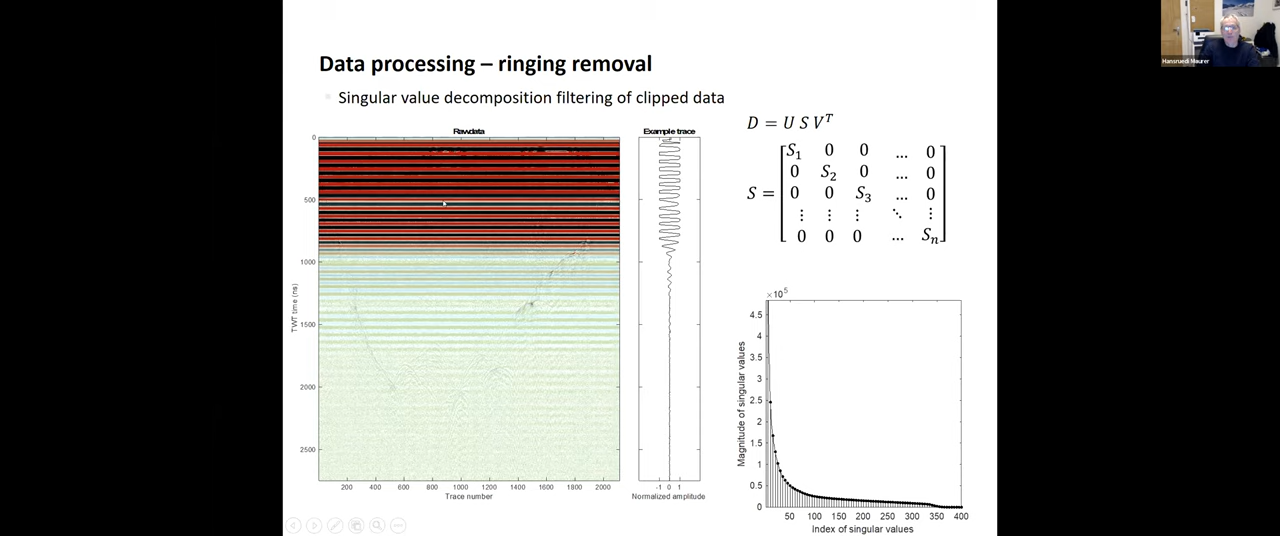 Hansruedi Maurer
Data processing – ringing removal
Singular value decomposition filtering of clipped data
Rawdata
0
500
1000
1500
2000
2500
TWT time (ns)
200 400 600 800 1000 1200 1400 1600 1800 2000
Trace number
Example trace
-1 0 1
Normalized amplitude
D = U S Vᵀ
S =
S₁ 0 0 ... 0
0 S₂ 0 ... 0
0 0 S₃ ... 0
⋮ ⋮ ⋮ ⋱ ⋮
0 0 0 ... Sₙ
×10⁵
4.5
4
3.5
3
2.5
2
1.5
1
0.5
0
Magnitude of singular values
50 100 150 200 250 300 350 400
Index of singular values